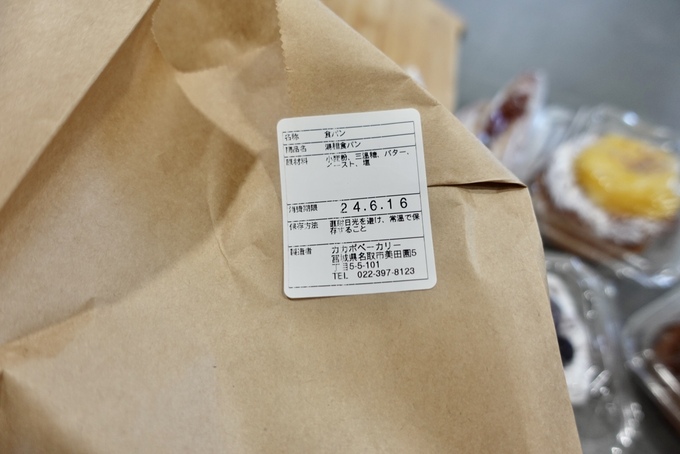 名称 食パン
商品名 湯種食パン
原材料 小麦粉、三温糖、バター、
イースト、塩
消費期限 24.6.16
保存方法 直射日光を避け、常温で保
存すること
製造者 カカポベーカリー
宮城県名取市美田園5
丁目5-5-101
TEL 022-397-8123